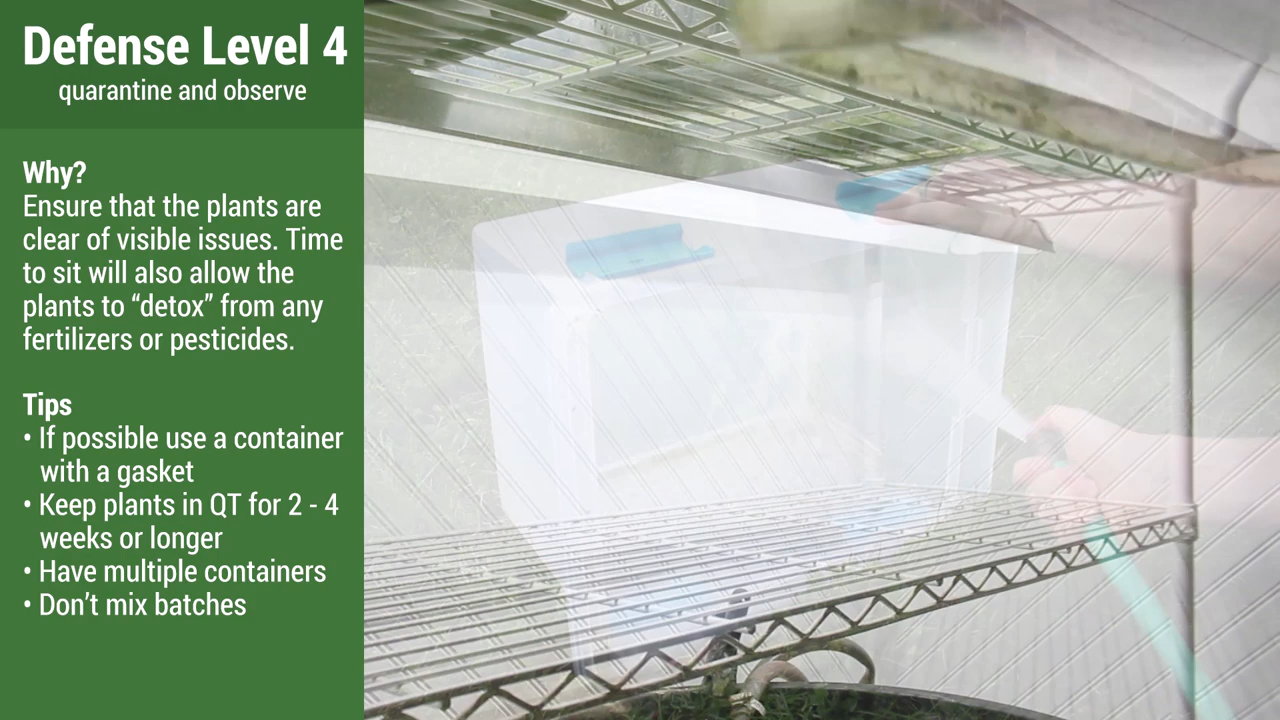 Defense Level 4
quarantine and observe
Why?
Ensure that the plants are
clear of visible issues. Time
to sit will also allow the
plants to “detox” from any
fertilizers or pesticides.
Tips
• If possible use a container
with a gasket
• Keep plants in QT for 2 - 4
weeks or longer
• Have multiple containers
• Don’t mix batches